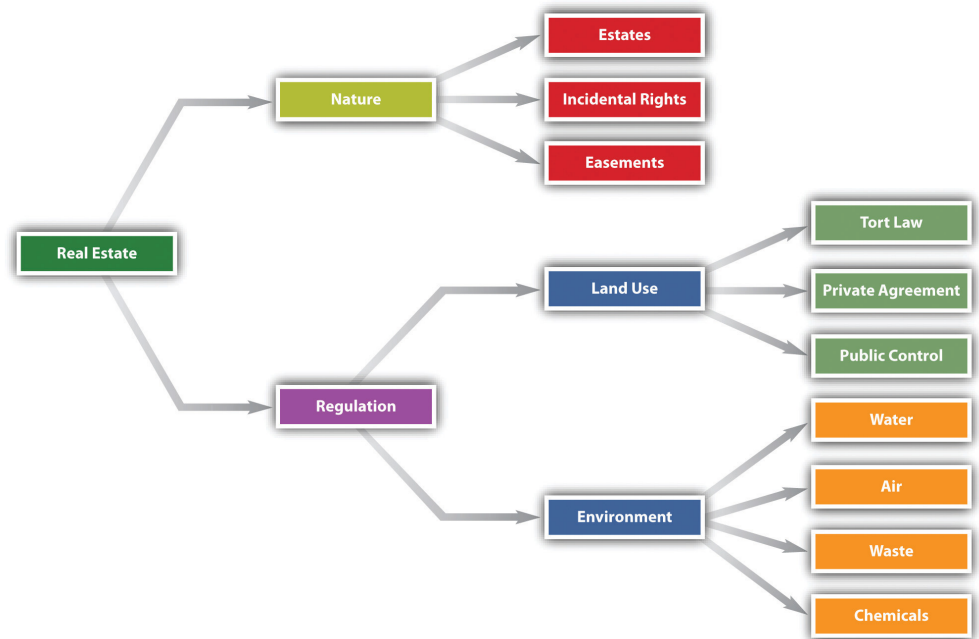 Estates
Nature
Incidental Rights
Easements
Real Estate
Tort Law
Land Use
Private Agreement
Public Control
Regulation
Water
Air
Environment
Waste
Chemicals